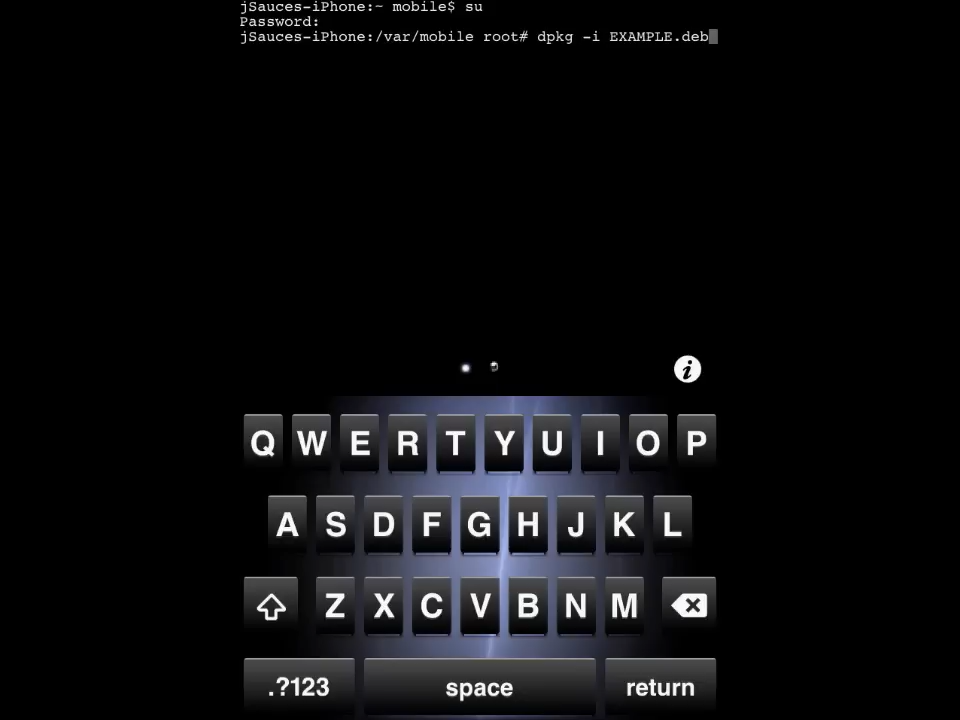 jSauces-iPhone:~ mobile$ su
Password:
jSauces-iPhone:/var/mobile root# dpkg -i EXAMPLE.deb
i
Q W E R T Y U I O P
A S D F G H J K L
Z X C V B N M
.?123 space return